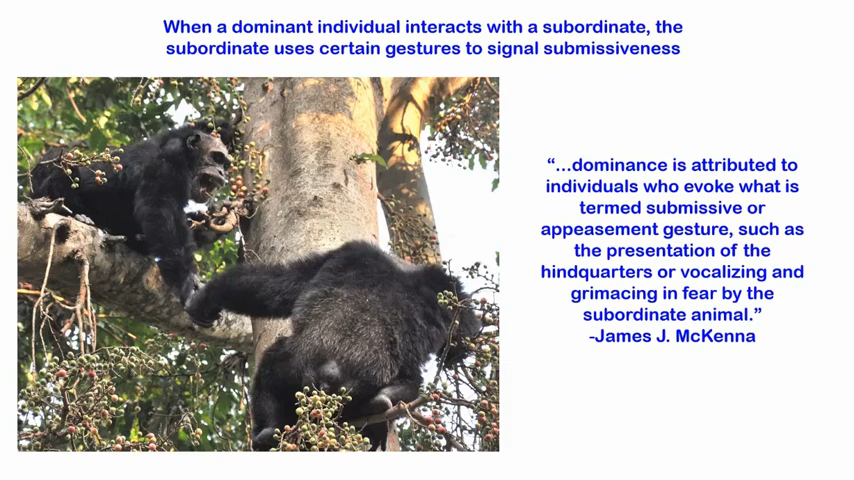 When a dominant individual interacts with a subordinate, the
subordinate uses certain gestures to signal submissiveness
“...dominance is attributed to
individuals who evoke what is
termed submissive or
appeasement gesture, such as
the presentation of the
hindquarters or vocalizing and
grimacing in fear by the
subordinate animal.”
-James J. McKenna